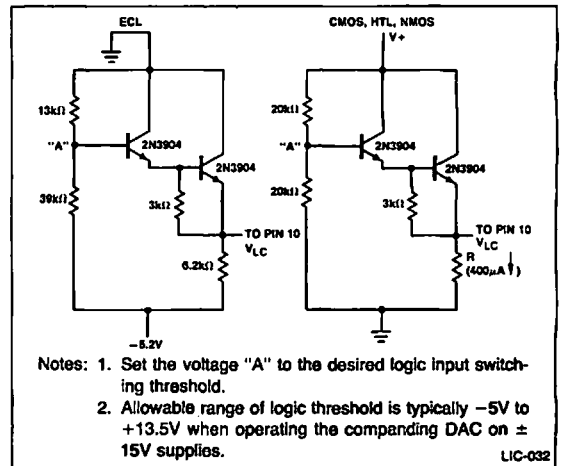 ECL
13kΩ
"A"
2N3904
2N3904
39kΩ
3kΩ
TO PIN 10
VLC
6.2kΩ
−5.2V
CMOS, HTL, NMOS
V+
20kΩ
"A"
2N3904
2N3904
20kΩ
3kΩ
TO PIN 10
VLC
R
(400μA)
Notes: 1. Set the voltage "A" to the desired logic input switch-
ing threshold.
2. Allowable range of logic threshold is typically −5V to
+13.5V when operating the companding DAC on ±
15V supplies.
LIC-032